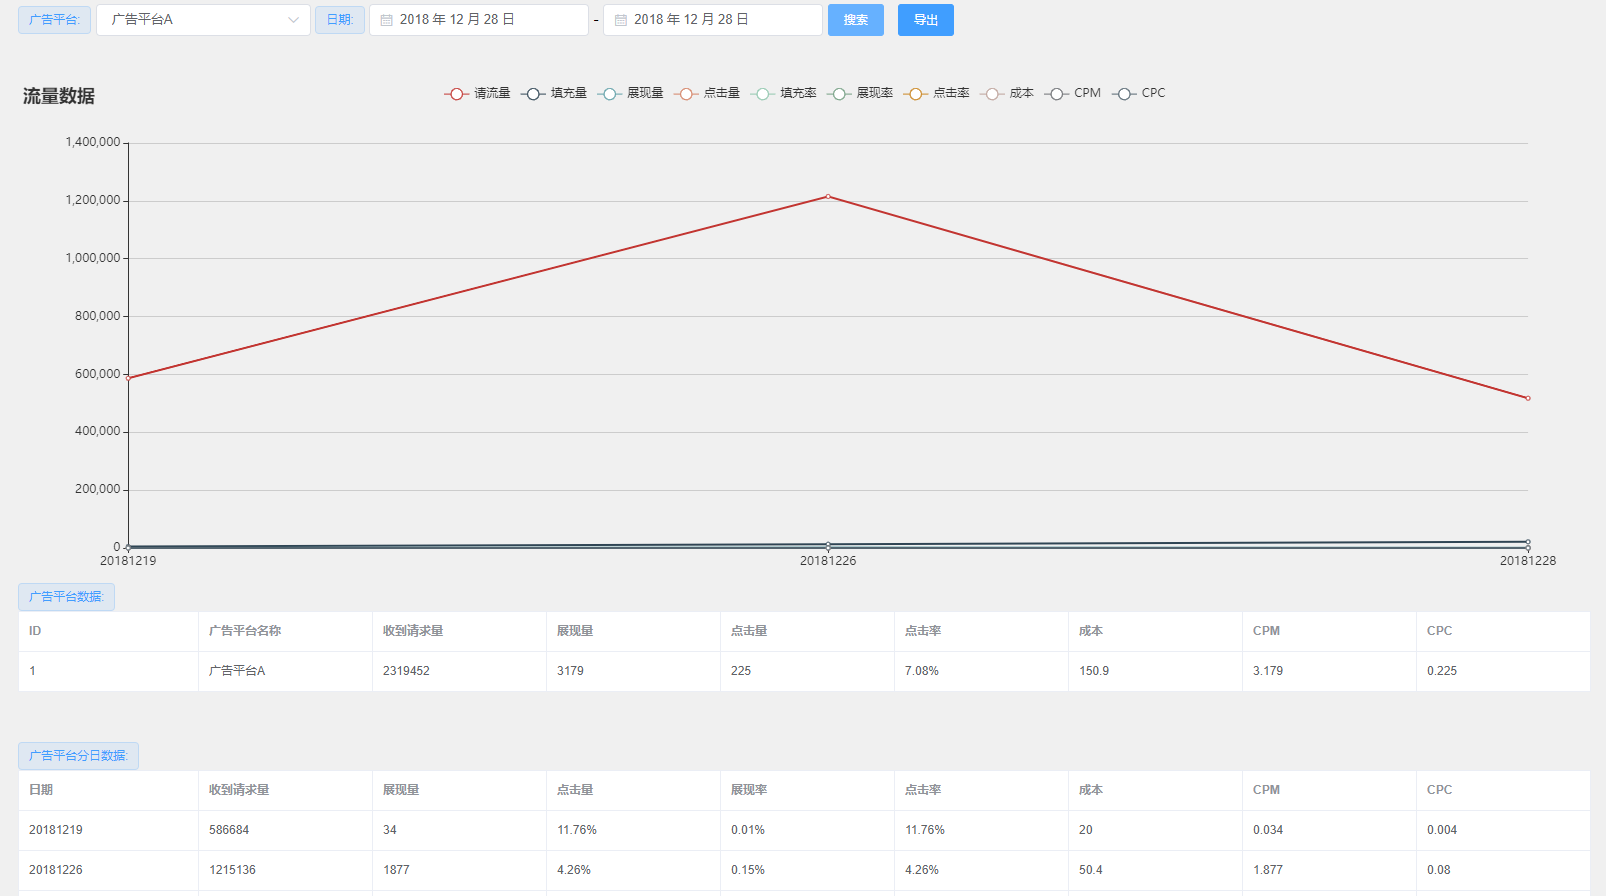 广告平台: 广告平台A 日期: 2018 年 12 月 28 日 - 2018 年 12 月 28 日 搜索 导出
流量数据 请流量 填充量 展现量 点击量 填充率 展现率 点击率 成本 CPM CPC
1,400,000
1,200,000
1,000,000
800,000
600,000
400,000
200,000
0
20181219 20181226 20181228
广告平台数据:
ID 广告平台名称 收到请求量 展现量 点击量 点击率 成本 CPM CPC
1 广告平台A 2319452 3179 225 7.08% 150.9 3.179 0.225
广告平台分日数据:
日期 收到请求量 展现量 点击量 展现率 点击率 成本 CPM CPC
20181219 586684 34 11.76% 0.01% 11.76% 20 0.034 0.004
20181226 1215136 1877 4.26% 0.15% 4.26% 50.4 1.877 0.08